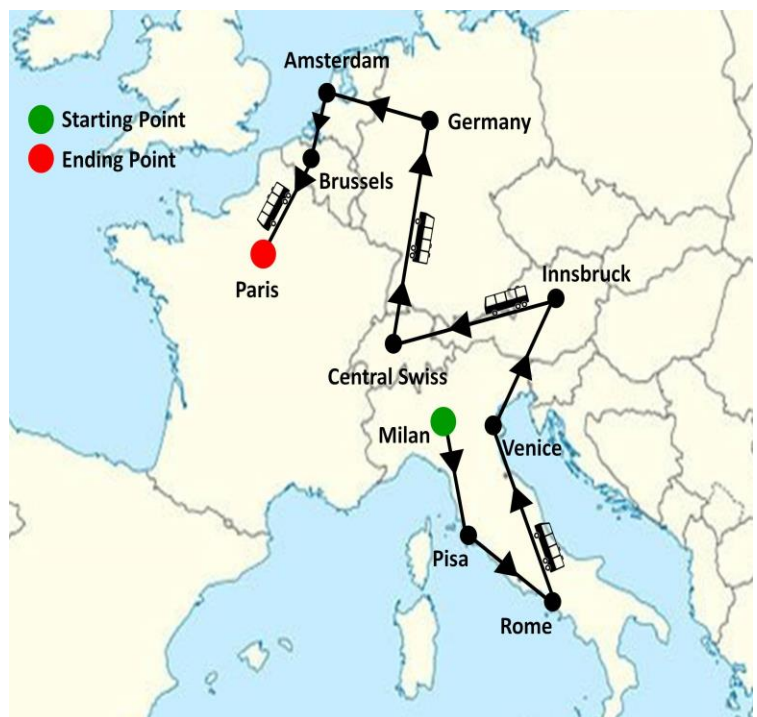 Amsterdam
Starting Point
Germany
Ending Point
Brussels
Innsbruck
Paris
Central Swiss
Milan
Venice
Pisa
Rome